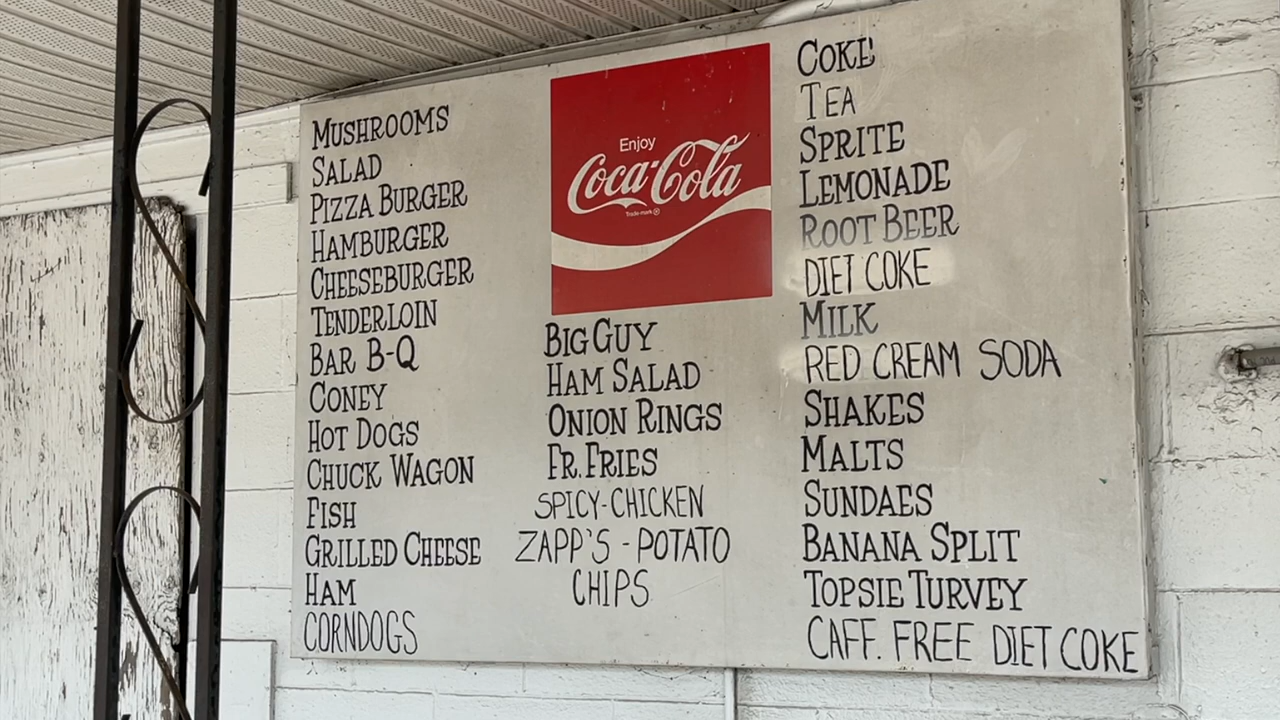 MUSHROOMS
SALAD
PIZZA BURGER
HAMBURGER
CHEESEBURGER
TENDERLOIN
BAR B-Q
CONEY
HOT DOGS
CHUCK WAGON
FISH
GRILLED CHEESE
HAM
CORNDOGS
Enjoy
Coca-Cola
Trade-mark ®
BIG GUY
HAM SALAD
ONION RINGS
FR. FRIES
SPICY-CHICKEN
ZAPP'S - POTATO
CHIPS
COKE
TEA
SPRITE
LEMONADE
ROOT BEER
DIET COKE
MILK
RED CREAM SODA
SHAKES
MALTS
SUNDAES
BANANA SPLIT
TOPSIE TURVEY
CAFF. FREE DIET COKE